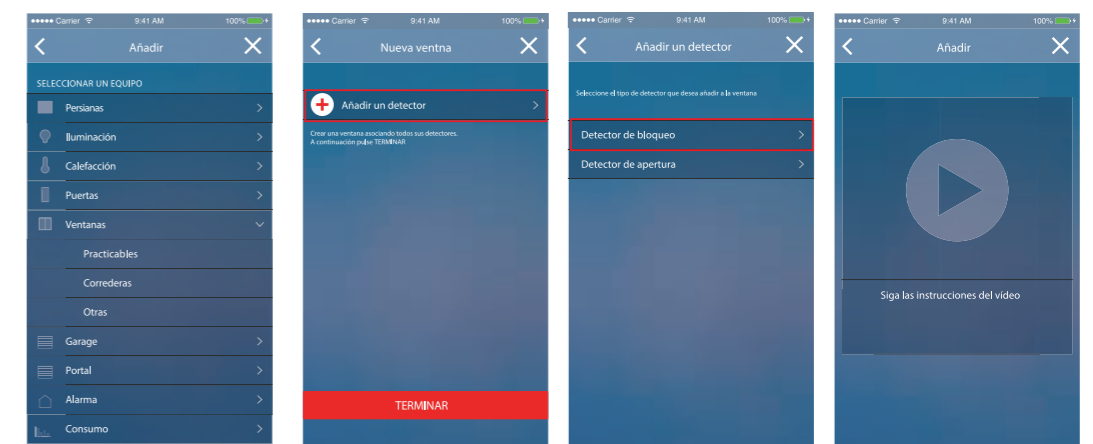 Carrier 9:41 AM 100%
Añadir
SELECCIONAR UN EQUIPO
Persianas
Iluminación
Calefacción
Puertas
Ventanas
Practicables
Correderas
Otras
Garage
Portal
Alarma
Consumo
Carrier 9:41 AM 100%
Nueva ventna
Añadir un detector
Crear una ventana asociando todos sus detectores.
A continuación pulse TERMINAR
TERMINAR
Carrier 9:41 AM 100%
Añadir un detector
Seleccione el tipo de detector que desea añadir a la ventana
Detector de bloqueo
Detector de apertura
Carrier 9:41 AM 100%
Añadir
Siga las instrucciones del vídeo